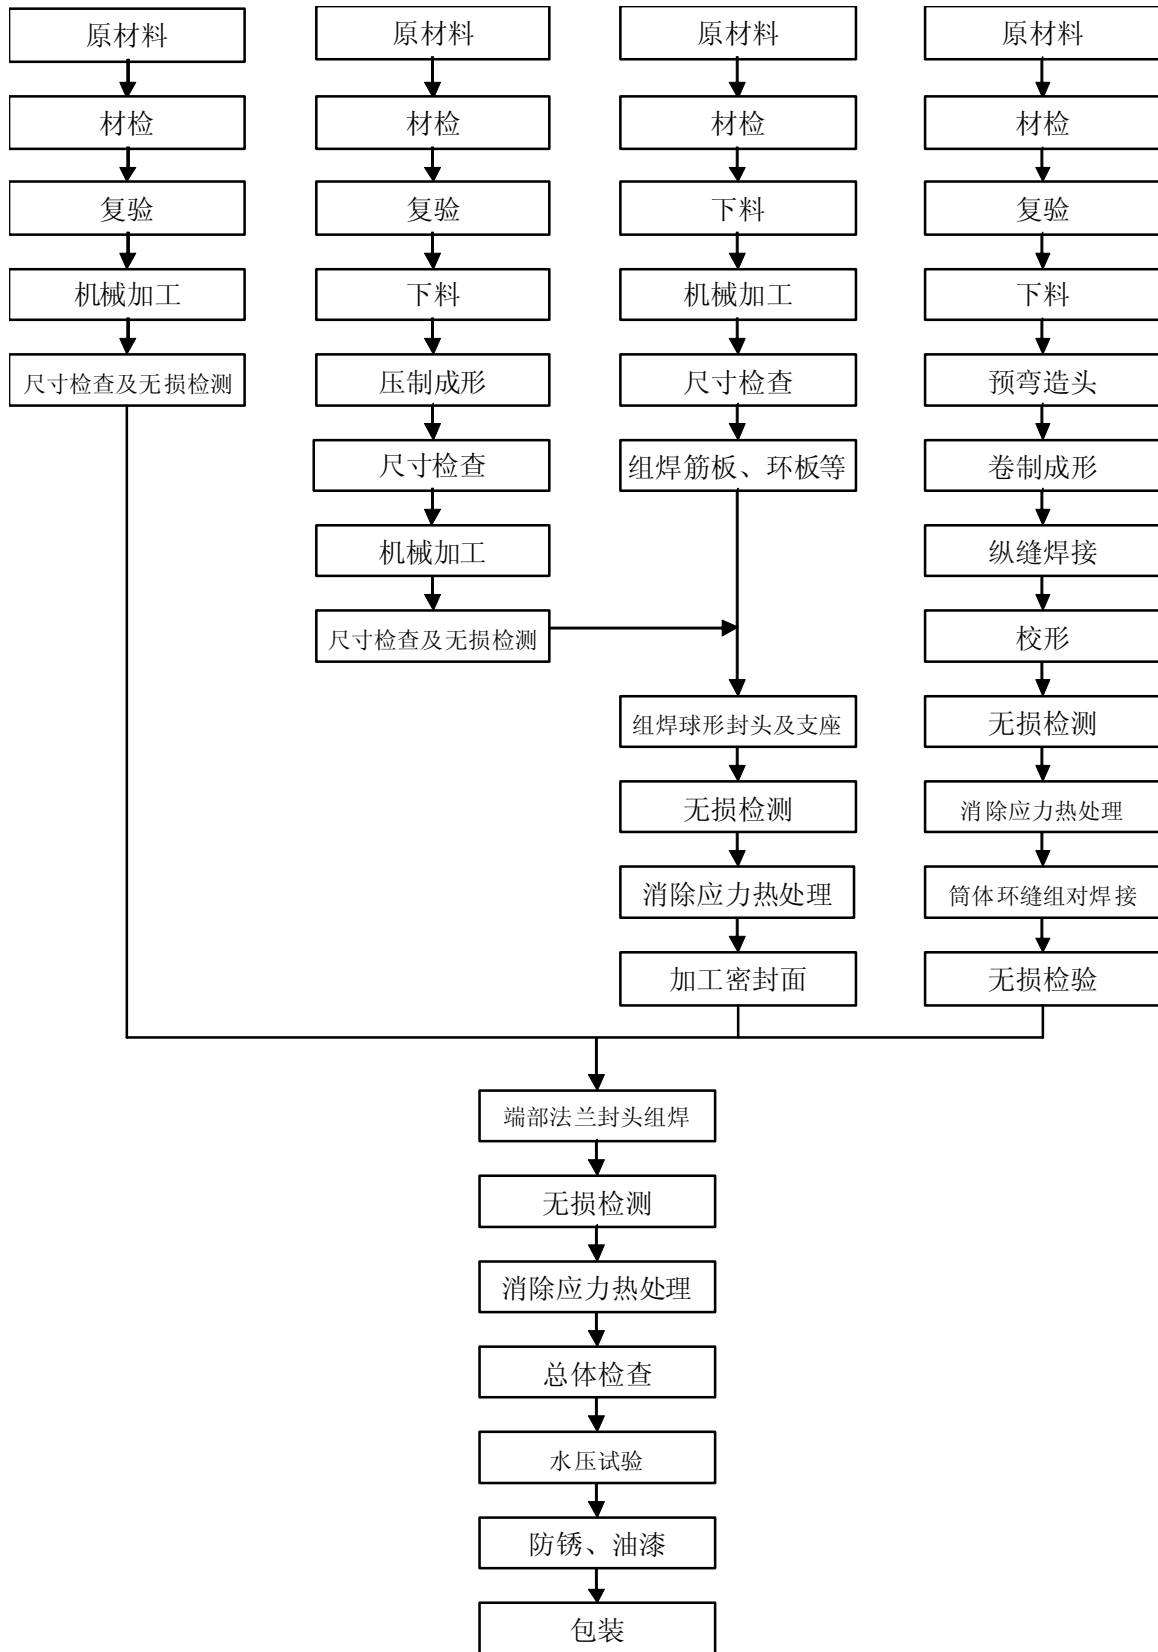 原材料
材检
复验
机械加工
尺寸检查及无损检测
原材料
材检
复验
下料
压制成形
尺寸检查
机械加工
尺寸检查及无损检测
原材料
材检
下料
机械加工
尺寸检查
组焊筋板、环板等
组焊球形封头及支座
无损检测
消除应力热处理
加工密封面
原材料
材检
复验
下料
预弯造头
卷制成形
纵缝焊接
校形
无损检测
消除应力热处理
筒体环缝组对焊接
无损检验
端部法兰封头组焊
无损检测
消除应力热处理
总体检查
水压试验
防锈、油漆
包装